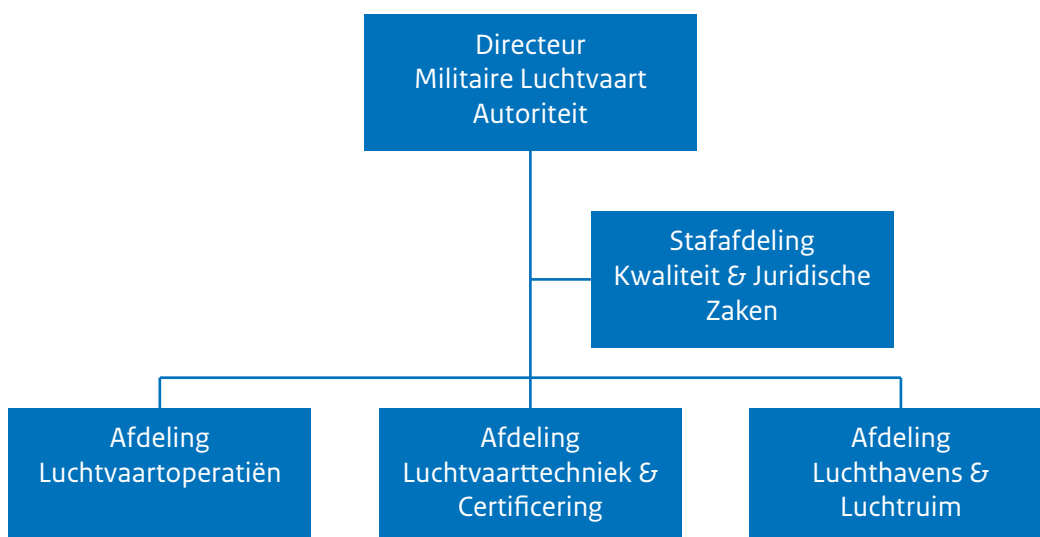 Directeur
Militaire Luchtvaart
Autoriteit
Stafafdeling
Kwaliteit & Juridische
Zaken
Afdeling
Luchtvaartoperatiën
Afdeling
Luchtvaarttechniek &
Certificering
Afdeling
Luchthavens &
Luchtruim